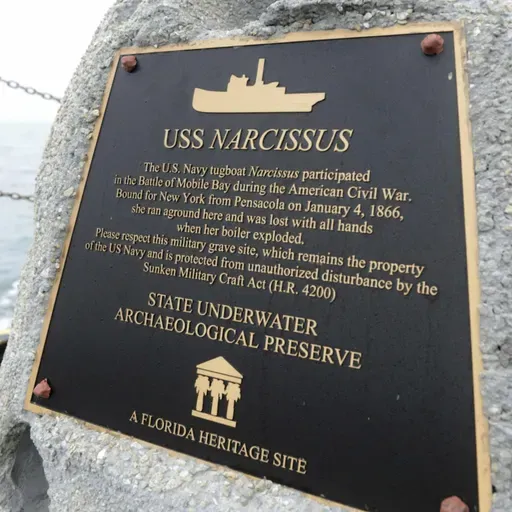 USS NARCISSUS
The U.S. Navy tugboat Narcissus participated
in the Battle of Mobile Bay during the American Civil War.
Bound for New York from Pensacola on January 4, 1866,
she ran aground here and was lost with all hands
when her boiler exploded.
Please respect this military grave site, which remains the property
of the US Navy and is protected from unauthorized disturbance by the
Sunken Military Craft Act (H.R. 4200)
STATE UNDERWATER
ARCHAEOLOGICAL PRESERVE
A FLORIDA HERITAGE SITE